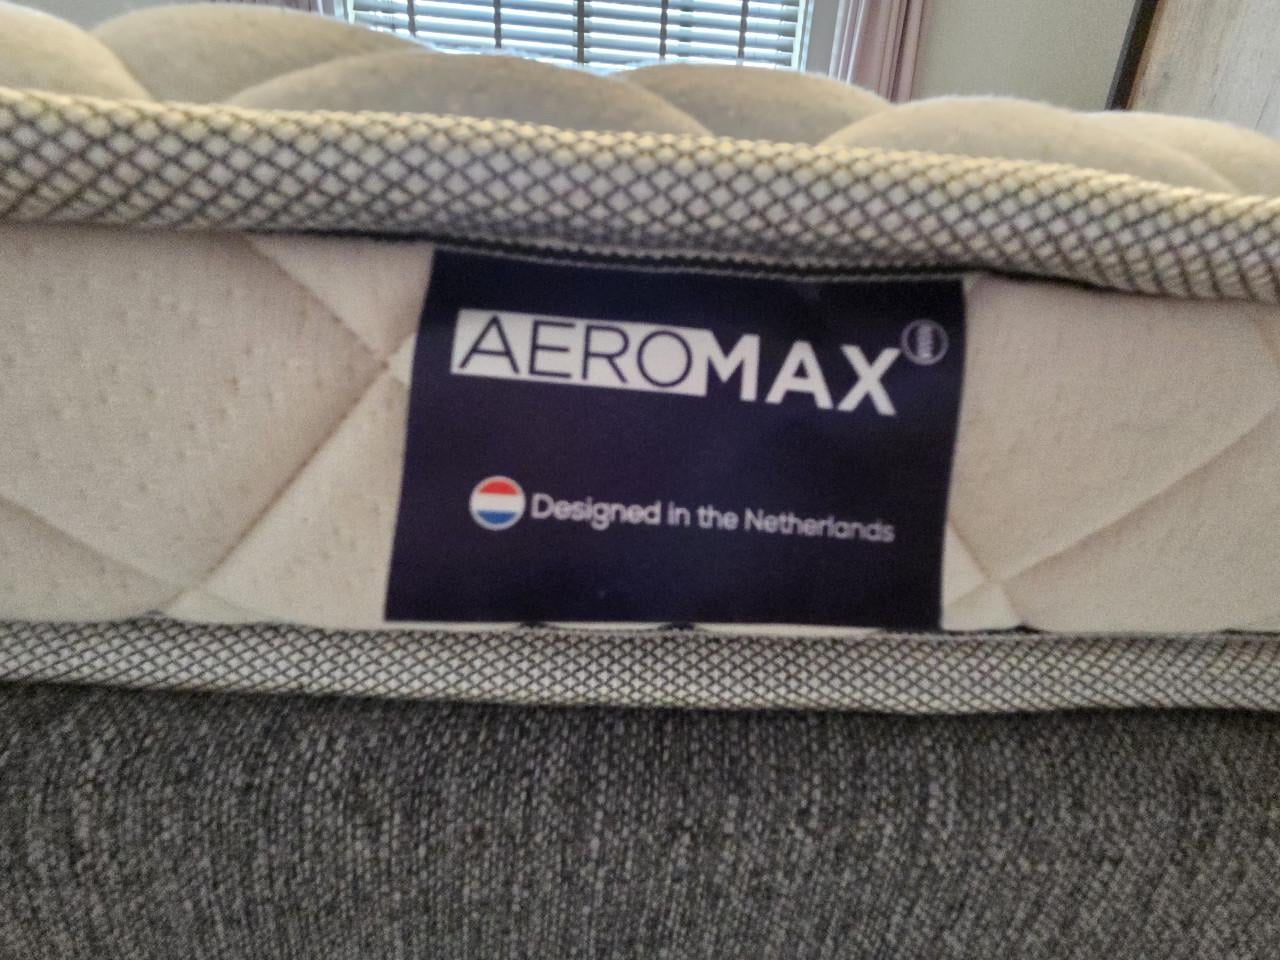 AEROMAX
Designed in the Netherlands